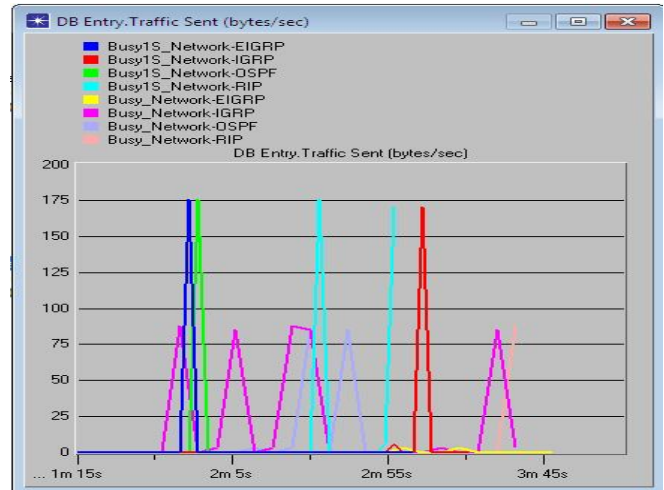 DB Entry.Traffic Sent (bytes/sec)
Busy1S_Network-EIGRP
Busy1S_Network-IGRP
Busy1S_Network-OSPF
Busy1S_Network-RIP
Busy_Network-EIGRP
Busy_Network-IGRP
Busy_Network-OSPF
Busy_Network-RIP
DB Entry.Traffic Sent (bytes/sec)
200
175
150
125
100
75
50
25
0
... 1m 15s 2m 5s 2m 55s 3m 45s